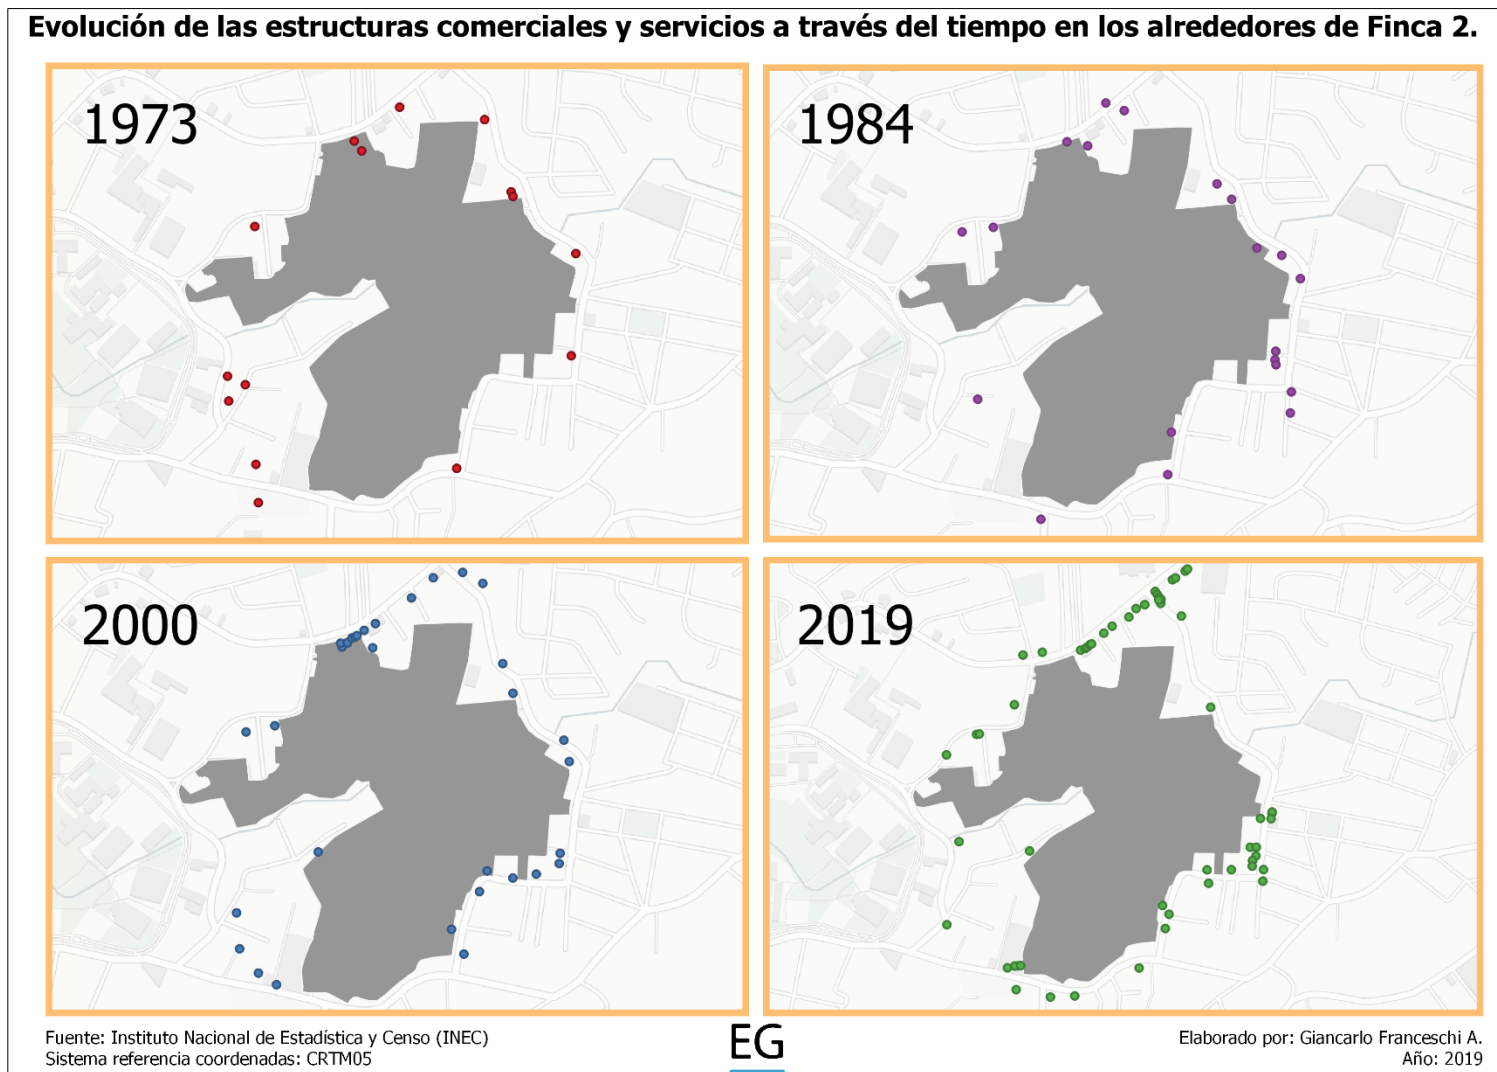 Evolución de las estructuras comerciales y servicios a través del tiempo en los alrededores de Finca 2.
1973
1984
2000
2019
Fuente: Instituto Nacional de Estadística y Censo (INEC)
Sistema referencia coordenadas: CRTM05
EG
Elaborado por: Giancarlo Franceschi A.
Año: 2019